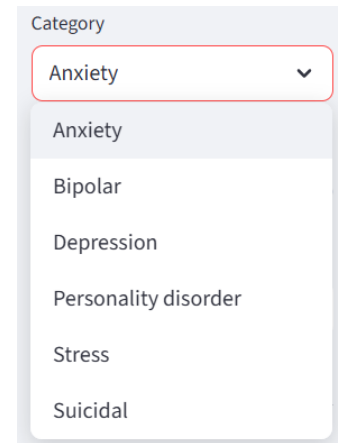 Category
Anxiety
Anxiety
Bipolar
Depression
Personality disorder
Stress
Suicidal